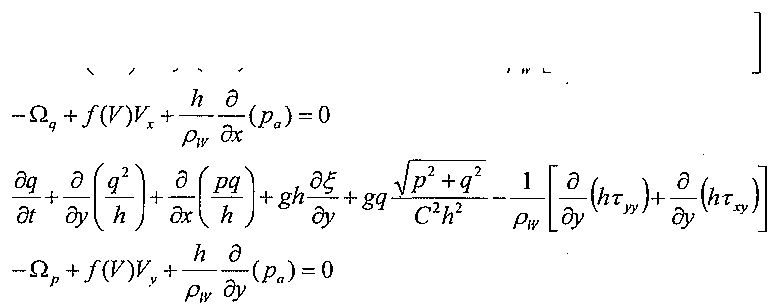 -Ω_q + f(V)V_x + h/ρ_W ∂/∂x (p_a) = 0
∂q/∂t + ∂/∂y (q²/h) + ∂/∂x (pq/h) + gh ∂ξ/∂y + gq √(p² + q²)/(C²h²) - 1/ρ_W [∂/∂y (hτ_yy) + ∂/∂y (hτ_xy)]
-Ω_p + f(V)V_y + h/ρ_W ∂/∂y (p_a) = 0